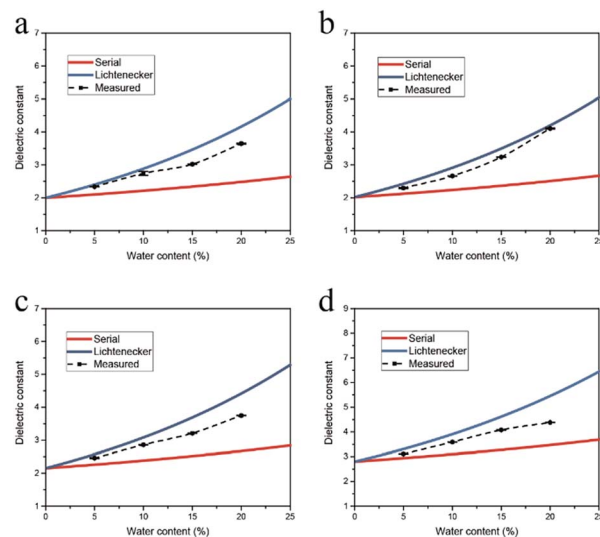 a
7
6
5
4
3
2
1
Dielectric constant
Serial
Lichtenecker
Measured
0 5 10 15 20 25
Water content (%)
b
7
6
5
4
3
2
1
Dielectric constant
Serial
Lichtenecker
Measured
0 5 10 15 20 25
Water content (%)
c
7
6
5
4
3
2
1
Dielectric constant
Serial
Lichtenecker
Measured
0 5 10 15 20 25
Water content (%)
d
9
8
7
6
5
4
3
2
1
Dielectric constant
Serial
Lichtenecker
Measured
0 5 10 15 20 25
Water content (%)